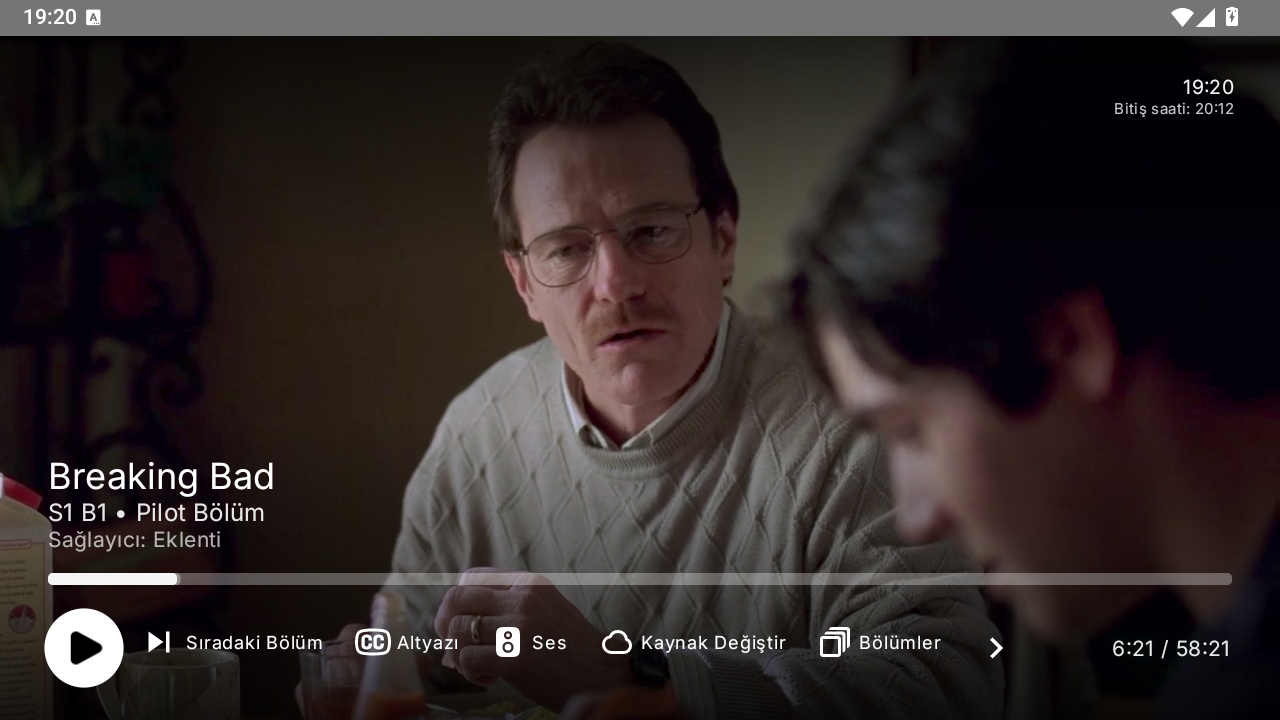 19:20
19:20
Bitiş saati: 20:12
Breaking Bad
S1 B1 • Pilot Bölüm
Sağlayıcı: Eklenti
Sıradaki Bölüm
CC Altyazı
Ses
Kaynak Değiştir
Bölümler
6:21 / 58:21